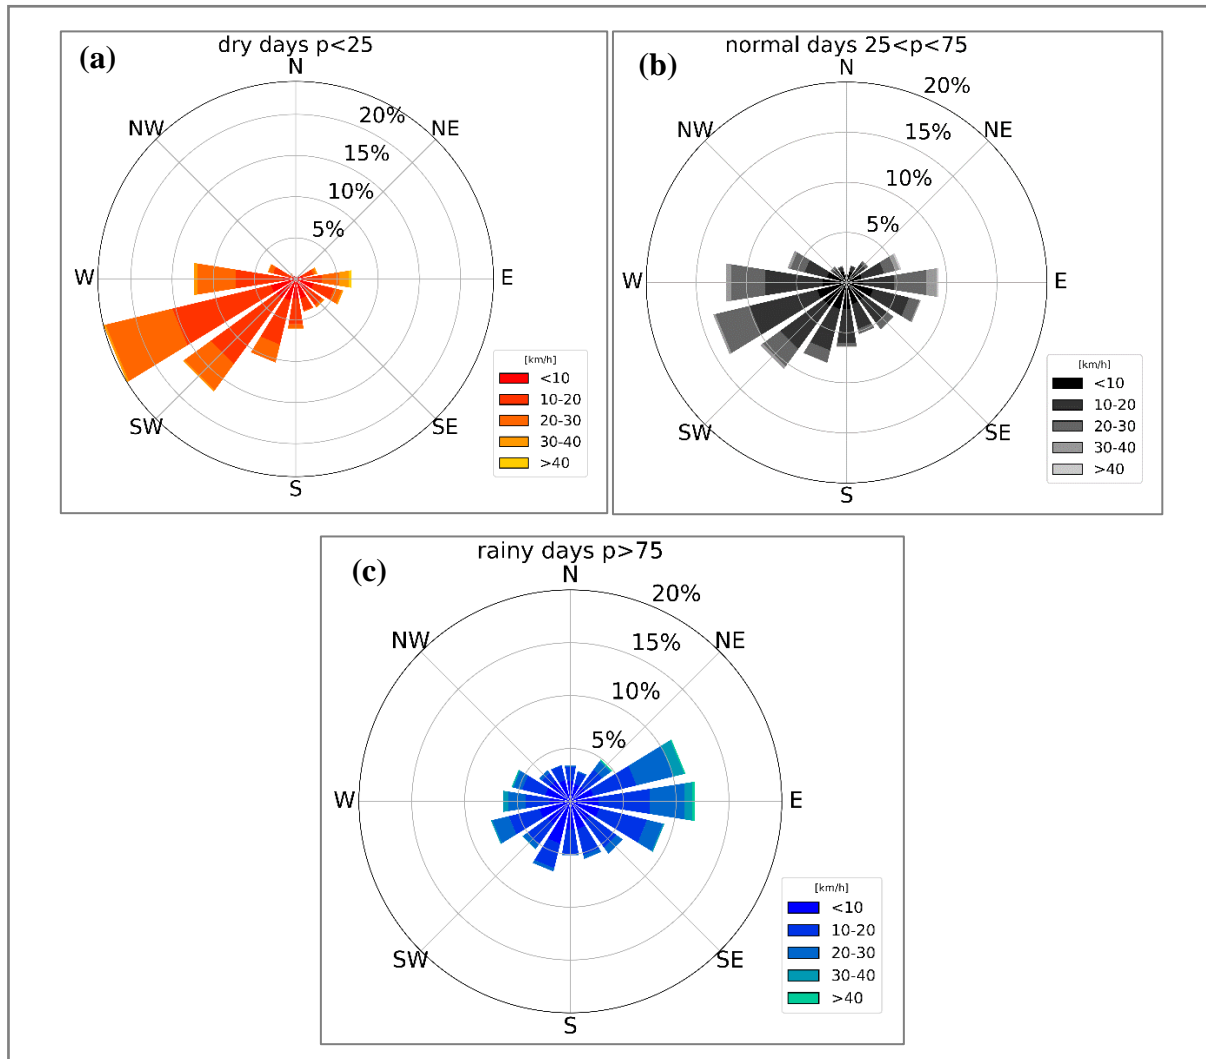 (a)
dry days p<25
N
NW
NE
20%
15%
10%
5%
W
E
SW
SE
S
[km/h]
<10
10-20
20-30
30-40
>40
(b)
normal days 25<p<75
N
20%
NW
NE
15%
10%
5%
W
E
SW
SE
S
[km/h]
<10
10-20
20-30
30-40
>40
(c)
rainy days p>75
N
20%
NW
NE
15%
10%
5%
W
E
SW
SE
S
[km/h]
<10
10-20
20-30
30-40
>40